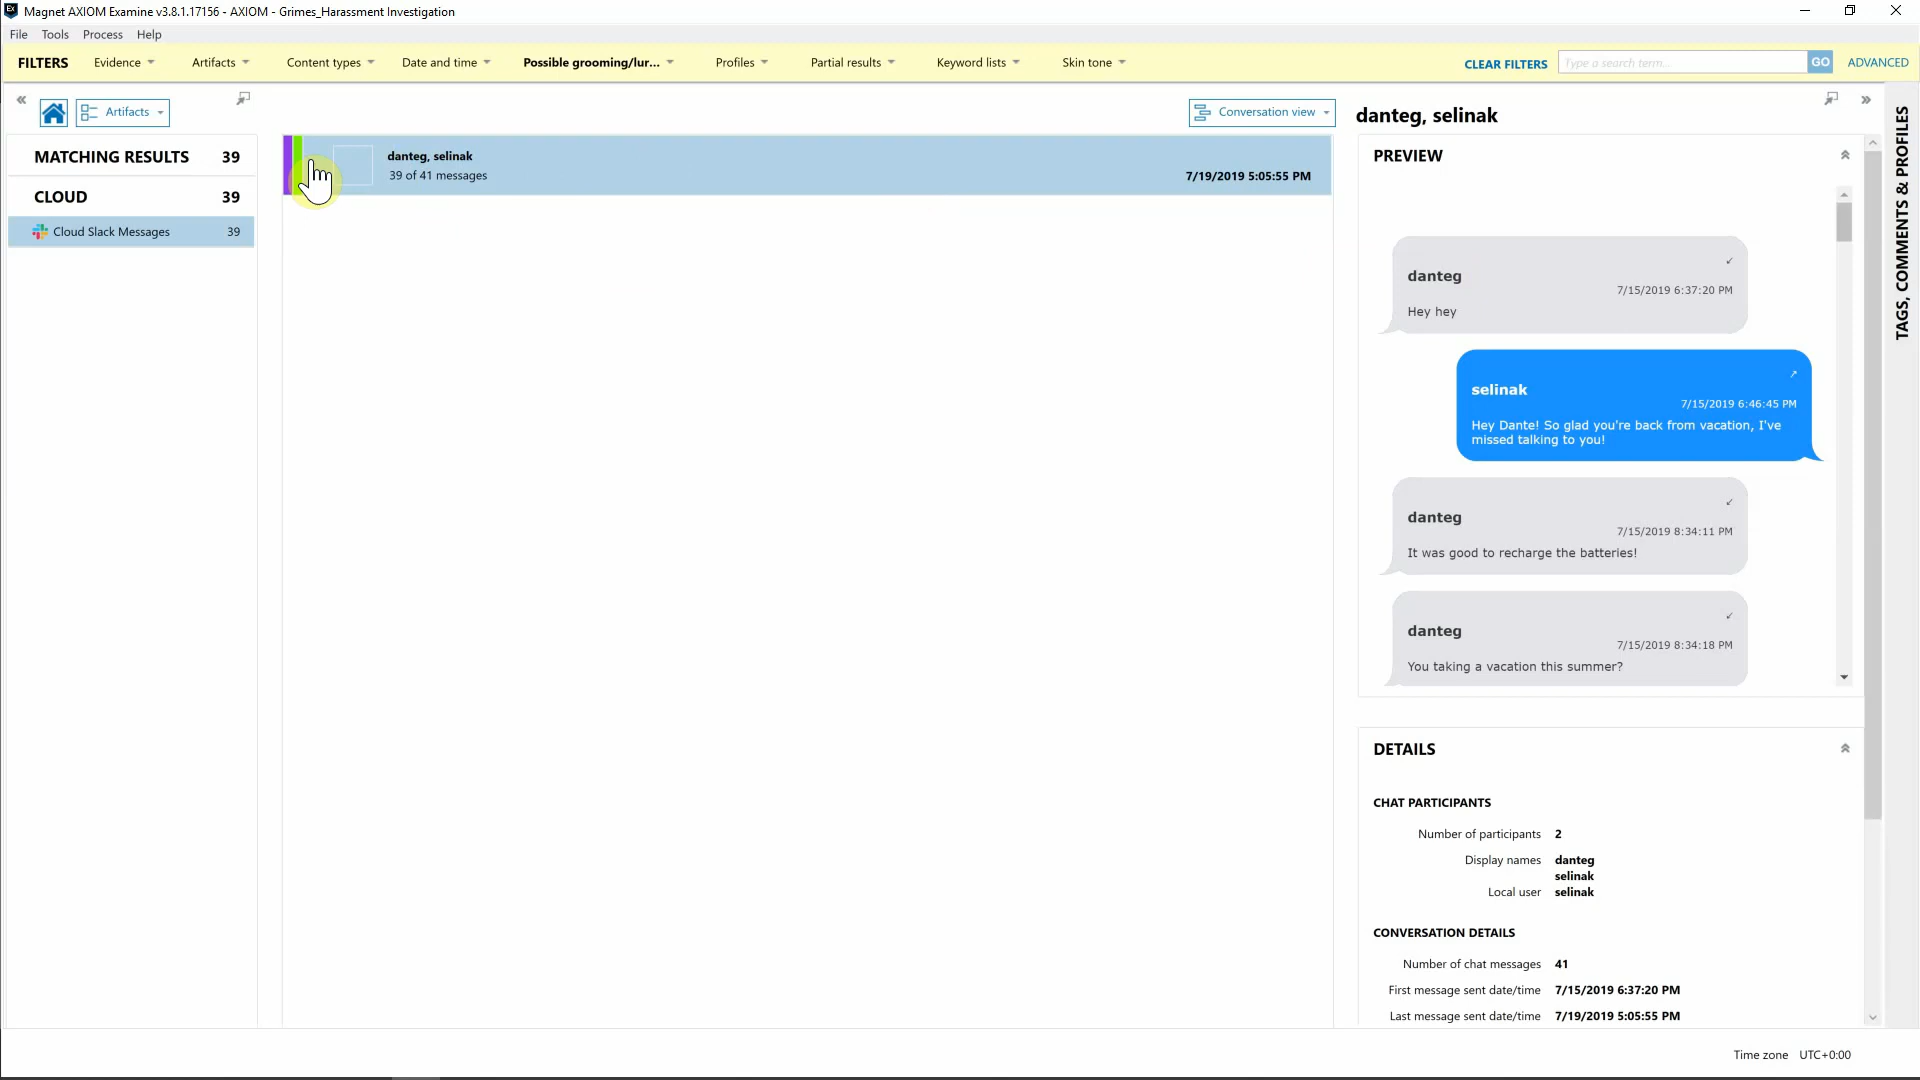 Ex Magnet AXIOM Examine v3.8.1.17156 - AXIOM - Grimes_Harassment Investigation
File Tools Process Help
FILTERS Evidence Artifacts Content types Date and time Possible grooming/lur... Profiles Partial results Keyword lists Skin tone CLEAR FILTERS Type a search term... GO ADVANCED
Artifacts
Conversation view
MATCHING RESULTS 39
CLOUD 39
Cloud Slack Messages 39
danteg, selinak
39 of 41 messages
7/19/2019 5:05:55 PM
danteg, selinak
PREVIEW
danteg
7/15/2019 6:37:20 PM
Hey hey
selinak
7/15/2019 6:46:45 PM
Hey Dante! So glad you're back from vacation, I've
missed talking to you!
danteg
7/15/2019 8:34:11 PM
It was good to recharge the batteries!
danteg
7/15/2019 8:34:18 PM
You taking a vacation this summer?
DETAILS
CHAT PARTICIPANTS
Number of participants 2
Display names danteg
selinak
Local user selinak
CONVERSATION DETAILS
Number of chat messages 41
First message sent date/time 7/15/2019 6:37:20 PM
Last message sent date/time 7/19/2019 5:05:55 PM
TAGS, COMMENTS & PROFILES
Time zone UTC+0:00